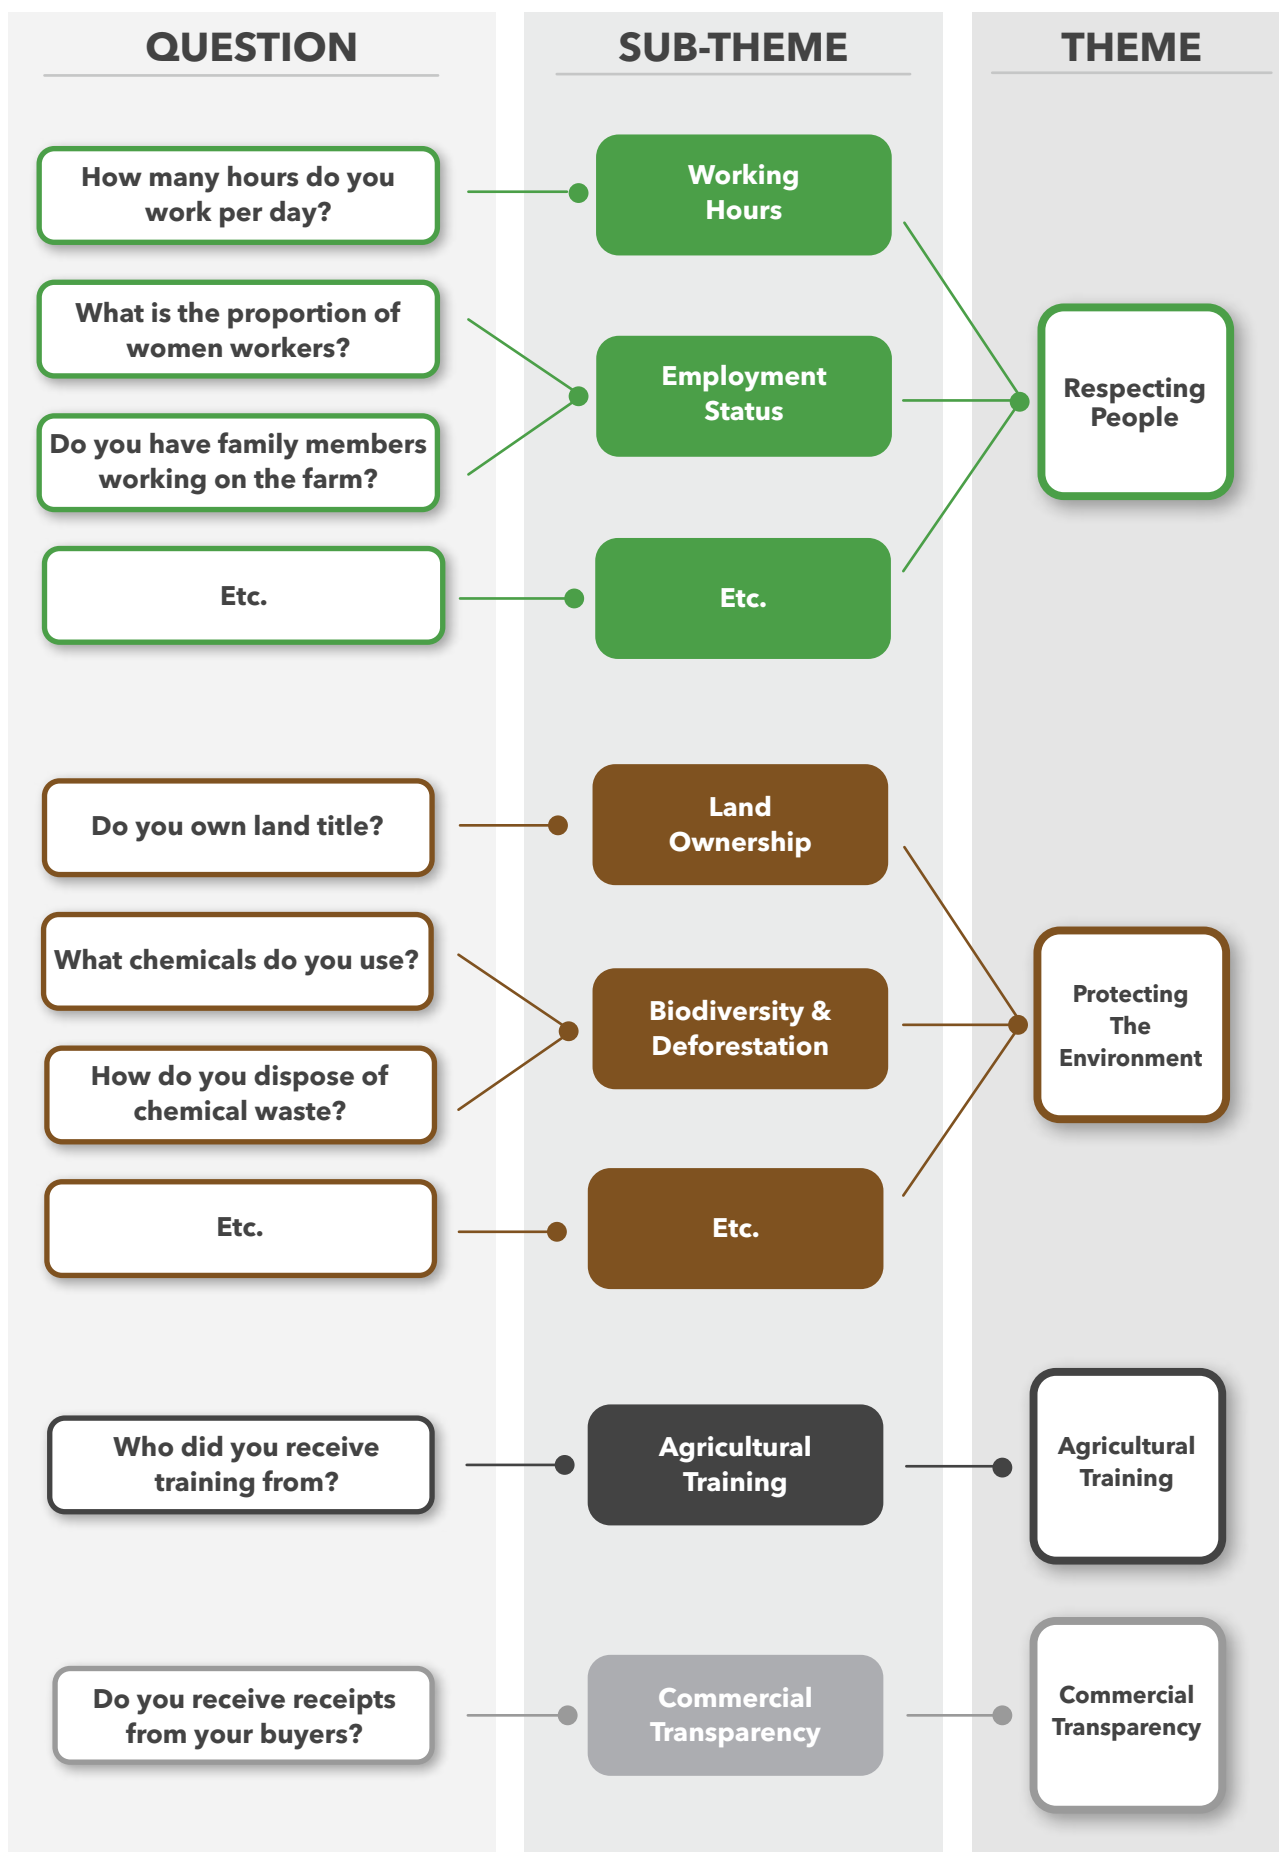 QUESTION
SUB-THEME
THEME
How many hours do you
work per day?
Working
Hours
What is the proportion of
women workers?
Employment
Status
Do you have family members
working on the farm?
Respecting
People
Etc.
Etc.
Do you own land title?
Land
Ownership
What chemicals do you use?
Biodiversity &
Deforestation
How do you dispose of
chemical waste?
Protecting
The
Environment
Etc.
Etc.
Who did you receive
training from?
Agricultural
Training
Agricultural
Training
Do you receive receipts
from your buyers?
Commercial
Transparency
Commercial
Transparency